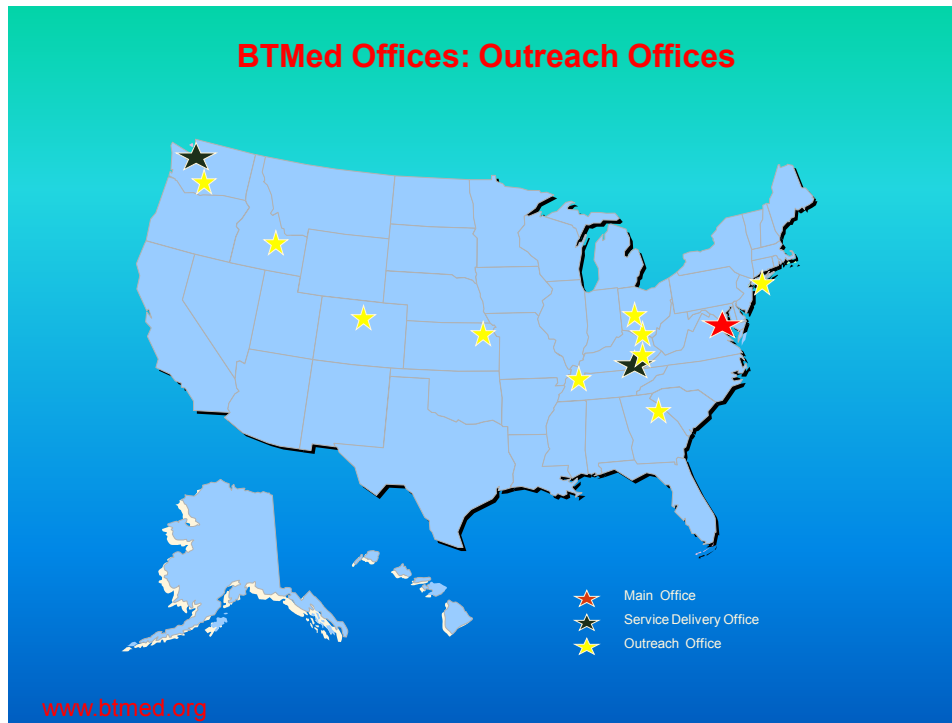 BTMed Offices: Outreach Offices
Main Office
Service Delivery Office
Outreach Office
www.btmed.org